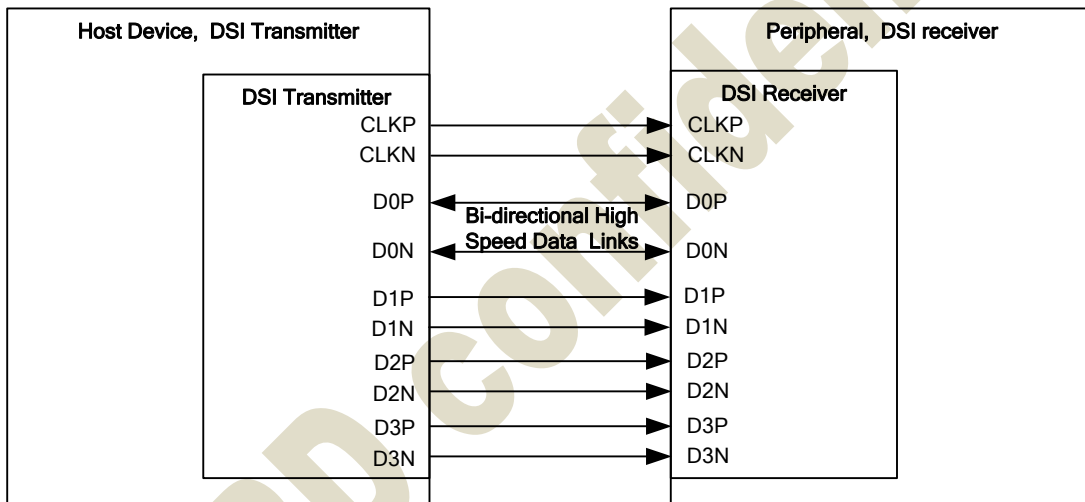 Host Device, DSI Transmitter
Peripheral, DSI receiver
DSI Transmitter
DSI Receiver
CLKP
CLKP
CLKN
CLKN
D0P
D0P
Bi-directional High
Speed Data Links
D0N
D0N
D1P
D1P
D1N
D1N
D2P
D2P
D2N
D2N
D3P
D3P
D3N
D3N